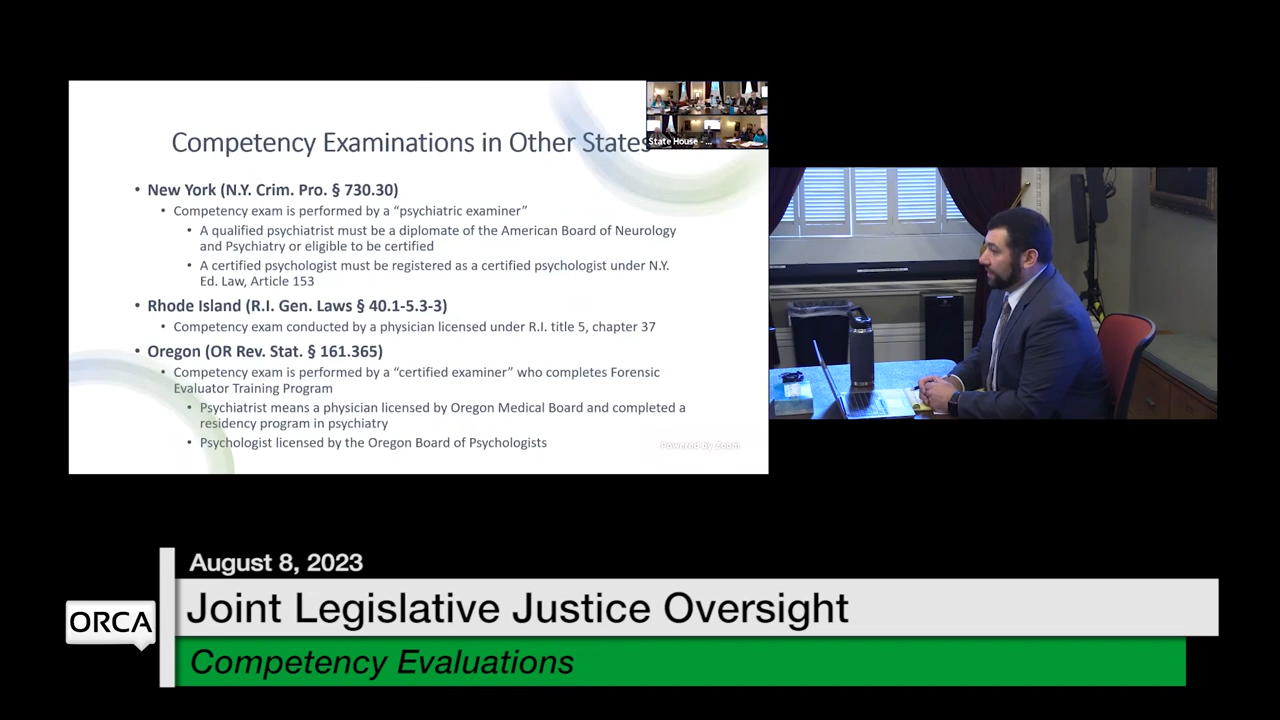 Competency Examinations in Other States
State House - ...
• New York (N.Y. Crim. Pro. § 730.30)
• Competency exam is performed by a “psychiatric examiner”
• A qualified psychiatrist must be a diplomate of the American Board of Neurology
and Psychiatry or eligible to be certified
• A certified psychologist must be registered as a certified psychologist under N.Y.
Ed. Law, Article 153
• Rhode Island (R.I. Gen. Laws § 40.1-5.3-3)
• Competency exam conducted by a physician licensed under R.I. title 5, chapter 37
• Oregon (OR Rev. Stat. § 161.365)
• Competency exam is performed by a “certified examiner” who completes Forensic
Evaluator Training Program
• Psychiatrist means a physician licensed by Oregon Medical Board and completed a
residency program in psychiatry
• Psychologist licensed by the Oregon Board of Psychologists
Powered by Zoom
August 8, 2023
ORCA
Joint Legislative Justice Oversight
Competency Evaluations